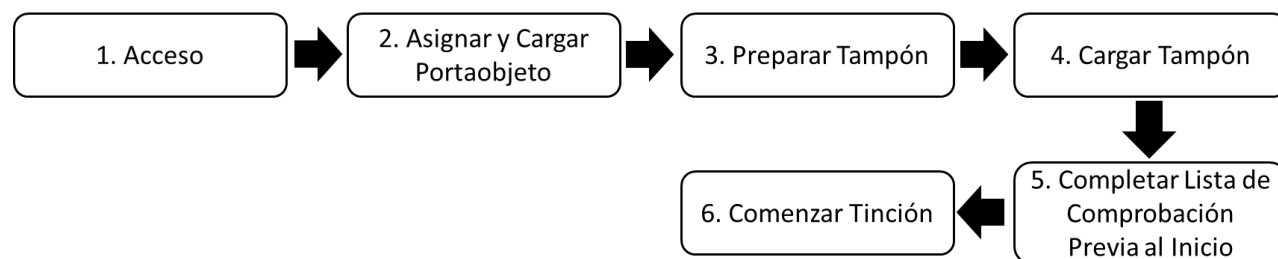 1. Acceso
2. Asignar y Cargar
Portaobjeto
3. Preparar Tampón
4. Cargar Tampón
5. Completar Lista de
Comprobación
Previa al Inicio
6. Comenzar Tinción